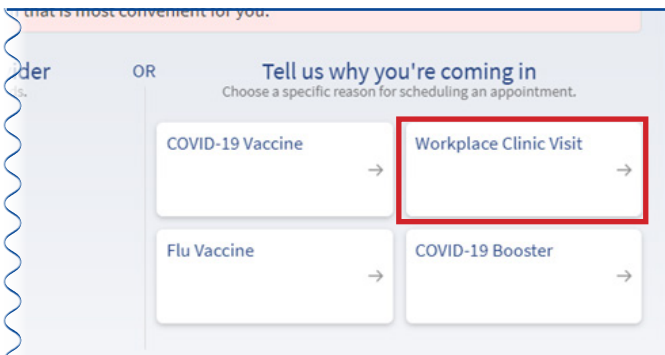 that is most convenient for you.
OR
Tell us why you're coming in
Choose a specific reason for scheduling an appointment.
COVID-19 Vaccine
Workplace Clinic Visit
Flu Vaccine
COVID-19 Booster